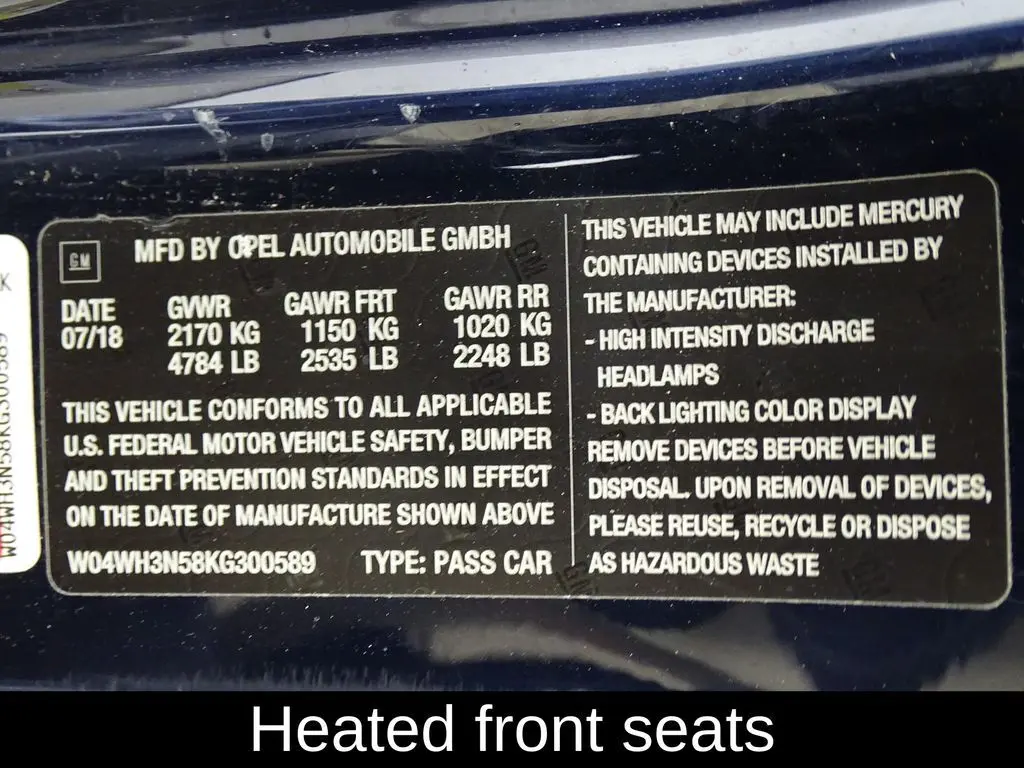 GM
MFD BY OPEL AUTOMOBILE GMBH
DATE GVWR GAWR FRT GAWR RR
07/18 2170 KG 1150 KG 1020 KG
4784 LB 2535 LB 2248 LB
THIS VEHICLE CONFORMS TO ALL APPLICABLE
U.S. FEDERAL MOTOR VEHICLE SAFETY, BUMPER
AND THEFT PREVENTION STANDARDS IN EFFECT
ON THE DATE OF MANUFACTURE SHOWN ABOVE
W04WH3N58KG300589 TYPE: PASS CAR
THIS VEHICLE MAY INCLUDE MERCURY
CONTAINING DEVICES INSTALLED BY
THE MANUFACTURER:
- HIGH INTENSITY DISCHARGE
HEADLAMPS
- BACK LIGHTING COLOR DISPLAY
REMOVE DEVICES BEFORE VEHICLE
DISPOSAL. UPON REMOVAL OF DEVICES,
PLEASE REUSE, RECYCLE OR DISPOSE
AS HAZARDOUS WASTE
W04WH3N58KG300589
K
Heated front seats